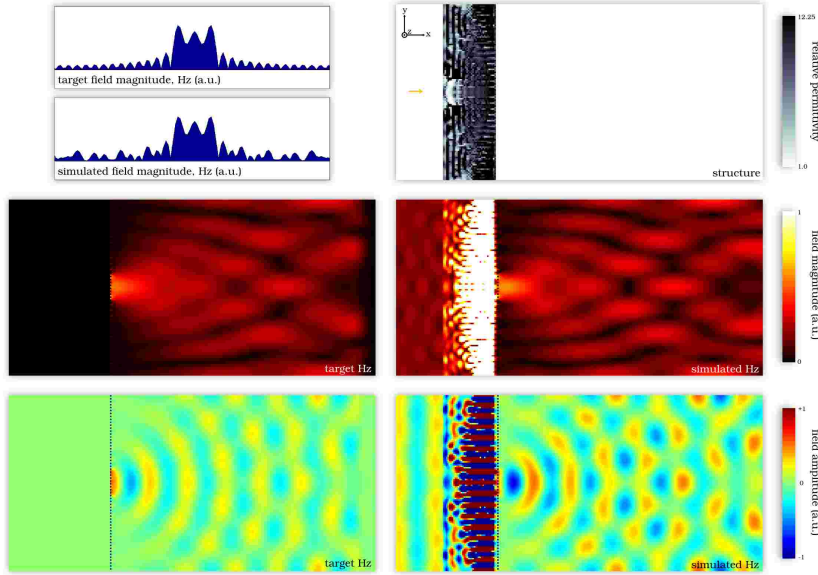 target field magnitude, Hz (a.u.)
simulated field magnitude, Hz (a.u.)
y
z
x
structure
12.25
relative permitivity
1.0
target Hz
simulated Hz
1
field magnitude (a.u.)
0
target Hz
simulated Hz
+1
field amplitude (a.u.)
0
-1